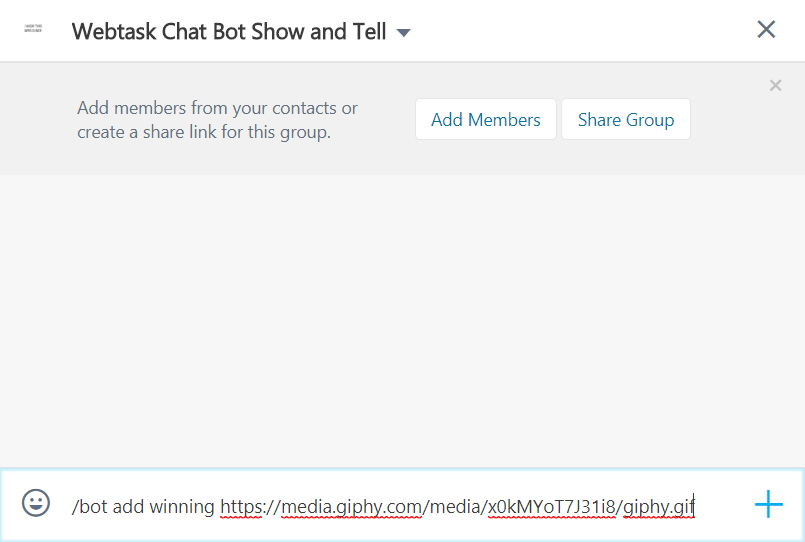 Webtask Chat Bot Show and Tell
Add members from your contacts or
create a share link for this group.
Add Members
Share Group
/bot add winning https://media.giphy.com/media/x0kMYoT7J31i8/giphy.gif